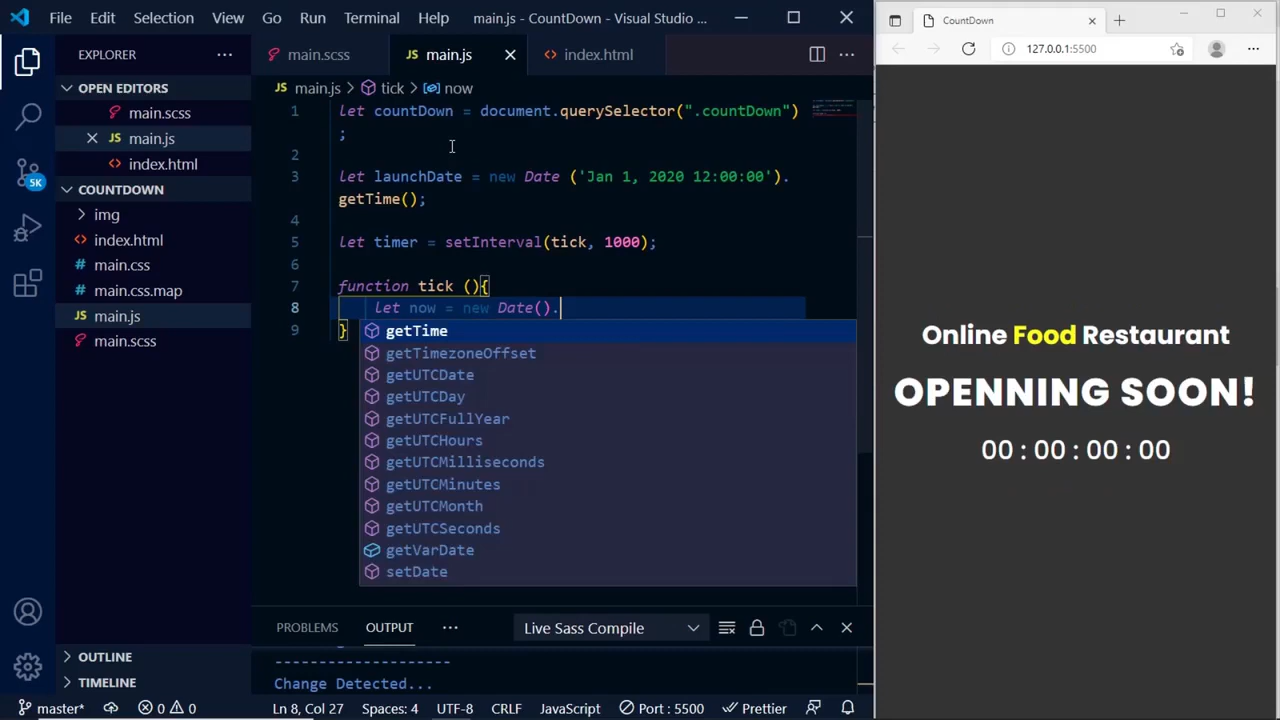 File Edit Selection View Go Run Terminal Help main.js - CountDown - Visual Studio ...
EXPLORER
OPEN EDITORS
main.scss
JS main.js
index.html
COUNTDOWN
img
index.html
# main.css
main.css.map
JS main.js
main.scss
OUTLINE
TIMELINE
5K
main.scss JS main.js index.html
JS main.js > tick > now
1 let countDown = document.querySelector(".countDown")
;
2
3 let launchDate = new Date ('Jan 1, 2020 12:00:00').
getTime();
4
5 let timer = setInterval(tick, 1000);
6
7 function tick (){
8 let now = new Date().
9 }
getTime
getTimezoneOffset
getUTCDate
getUTCDay
getUTCFullYear
getUTCHours
getUTCMilliseconds
getUTCMinutes
getUTCMonth
getUTCSeconds
getVarDate
setDate
PROBLEMS OUTPUT ... Live Sass Compile
--------------------
Change Detected...
master* 0 0 Ln 8, Col 27 Spaces: 4 UTF-8 CRLF JavaScript Port : 5500 Prettier
CountDown
127.0.0.1:5500
Online Food Restaurant
OPENNING SOON!
00 : 00 : 00 : 00